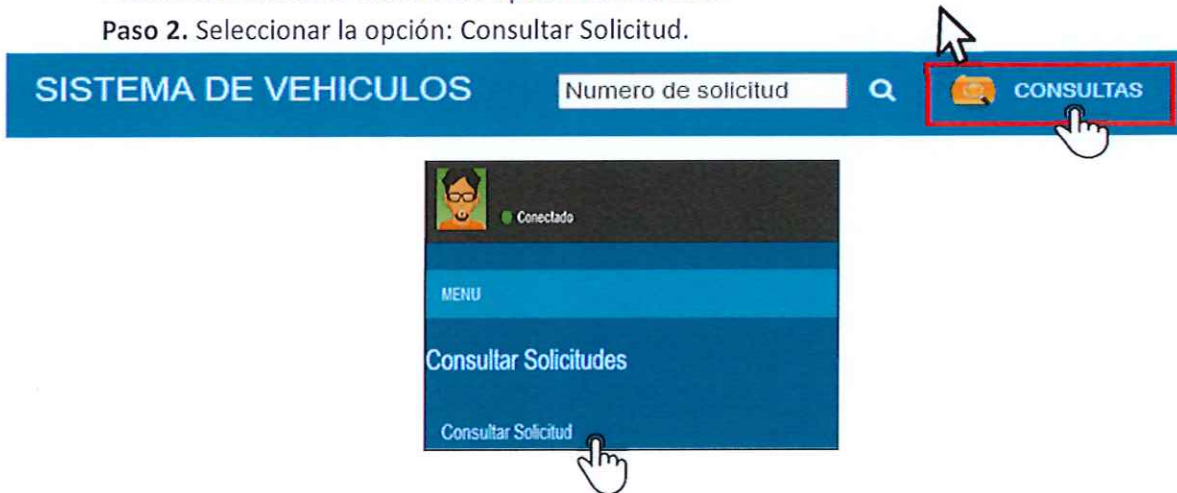 Paso 2. Seleccionar la opción: Consultar Solicitud.
SISTEMA DE VEHICULOS Numero de solicitud CONSULTAS
Conectado
MENU
Consultar Solicitudes
Consultar Solicitud